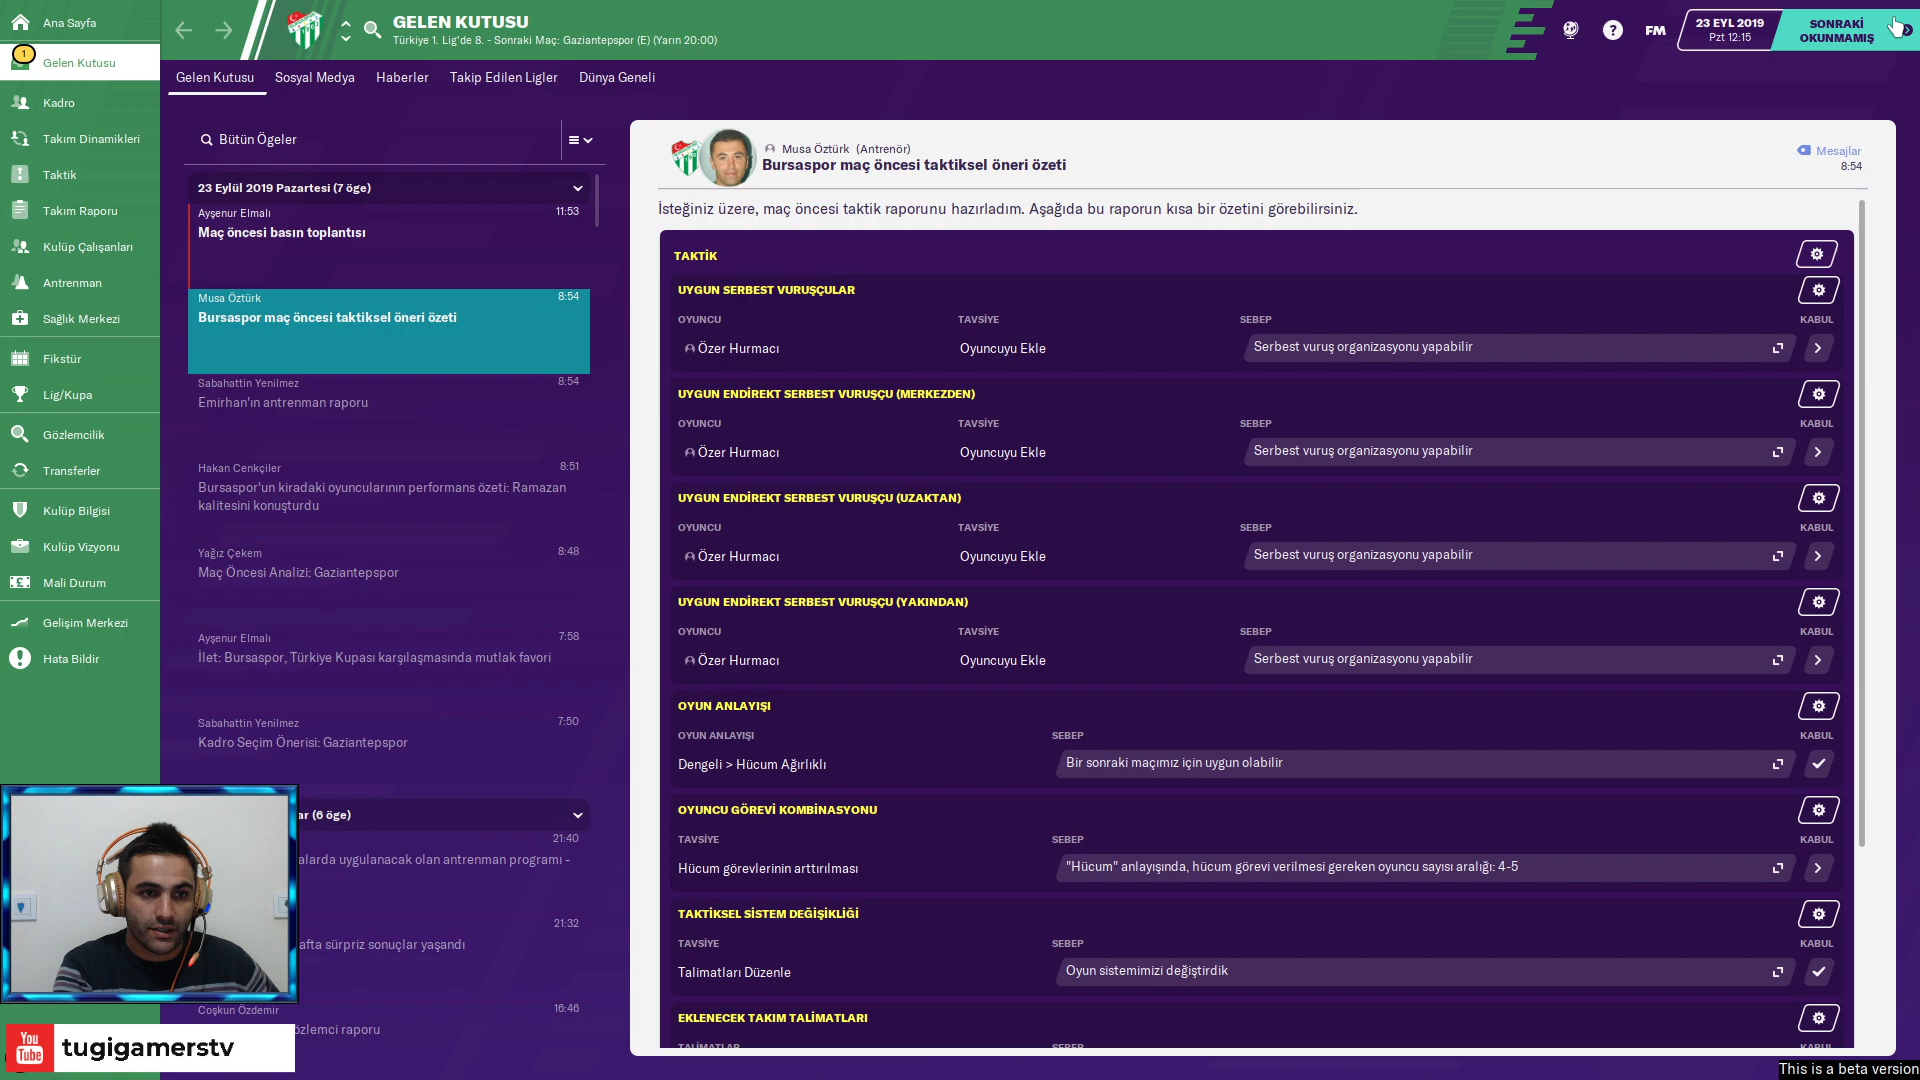 Ana Sayfa
1
Gelen Kutusu
Kadro
Takım Dinamikleri
Taktik
Takım Raporu
Kulüp Çalışanları
Antrenman
Sağlık Merkezi
Fikstür
Lig/Kupa
Gözlemcilik
Transferler
Kulüp Bilgisi
Kulüp Vizyonu
Mali Durum
Gelişim Merkezi
Hata Bildir
GELEN KUTUSU
Türkiye 1. Lig'de 8. - Sonraki Maç: Gaziantepspor (E) (Yarın 20:00)
FM
23 EYL 2019
Pzt 12:15
SONRAKİ
OKUNMAMIŞ
Gelen Kutusu Sosyal Medya Haberler Takip Edilen Ligler Dünya Geneli
Bütün Ögeler
23 Eylül 2019 Pazartesi (7 öge)
Ayşenur Elmalı 11:53
Maç öncesi basın toplantısı
Musa Öztürk 8:54
Bursaspor maç öncesi taktiksel öneri özeti
Sabahattin Yenilmez 8:54
Emirhan'ın antrenman raporu
Hakan Cenkçiler 8:51
Bursaspor'un kiradaki oyuncularının performans özeti: Ramazan
kalitesini konuşturdu
Yağız Çekem 8:48
Maç Öncesi Analizi: Gaziantepspor
Ayşenur Elmalı 7:58
İlet: Bursaspor, Türkiye Kupası karşılaşmasında mutlak favori
Sabahattin Yenilmez 7:50
Kadro Seçim Önerisi: Gaziantepspor
ar (6 öge)
21:40
alarda uygulanacak olan antrenman programı -
21:32
afta sürpriz sonuçlar yaşandı
Coşkun Özdemir 16:46
özlemci raporu
You
Tube
tugigamerstv
Musa Öztürk (Antrenör)
Bursaspor maç öncesi taktiksel öneri özeti
Mesajlar
8:54
İsteğiniz üzere, maç öncesi taktik raporunu hazırladım. Aşağıda bu raporun kısa bir özetini görebilirsiniz.
TAKTİK
UYGUN SERBEST VURUŞÇULAR
OYUNCU TAVSİYE SEBEP KABUL
Özer Hurmacı Oyuncuyu Ekle Serbest vuruş organizasyonu yapabilir
UYGUN ENDİREKT SERBEST VURUŞÇU (MERKEZDEN)
OYUNCU TAVSİYE SEBEP KABUL
Özer Hurmacı Oyuncuyu Ekle Serbest vuruş organizasyonu yapabilir
UYGUN ENDİREKT SERBEST VURUŞÇU (UZAKTAN)
OYUNCU TAVSİYE SEBEP KABUL
Özer Hurmacı Oyuncuyu Ekle Serbest vuruş organizasyonu yapabilir
UYGUN ENDİREKT SERBEST VURUŞÇU (YAKINDAN)
OYUNCU TAVSİYE SEBEP KABUL
Özer Hurmacı Oyuncuyu Ekle Serbest vuruş organizasyonu yapabilir
OYUN ANLAYIŞI
OYUN ANLAYIŞI SEBEP KABUL
Dengeli > Hücum Ağırlıklı Bir sonraki maçımız için uygun olabilir
OYUNCU GÖREVİ KOMBİNASYONU
TAVSİYE SEBEP KABUL
Hücum görevlerinin arttırılması "Hücum" anlayışında, hücum görevi verilmesi gereken oyuncu sayısı aralığı: 4-5
TAKTİKSEL SİSTEM DEĞİŞİKLİĞİ
TAVSİYE SEBEP KABUL
Talimatları Düzenle Oyun sistemimizi değiştirdik
EKLENECEK TAKIM TALİMATLARI
TALİMATLAR SEBEP KABUL
This is a beta version